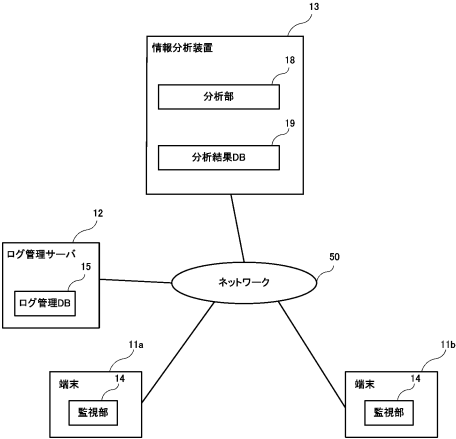 13
情報分析装置
18
分析部
19
分析結果DB
12
ログ管理サーバ
15
ログ管理DB
50
ネットワーク
11a
端末
14
監視部
11b
端末
14
監視部